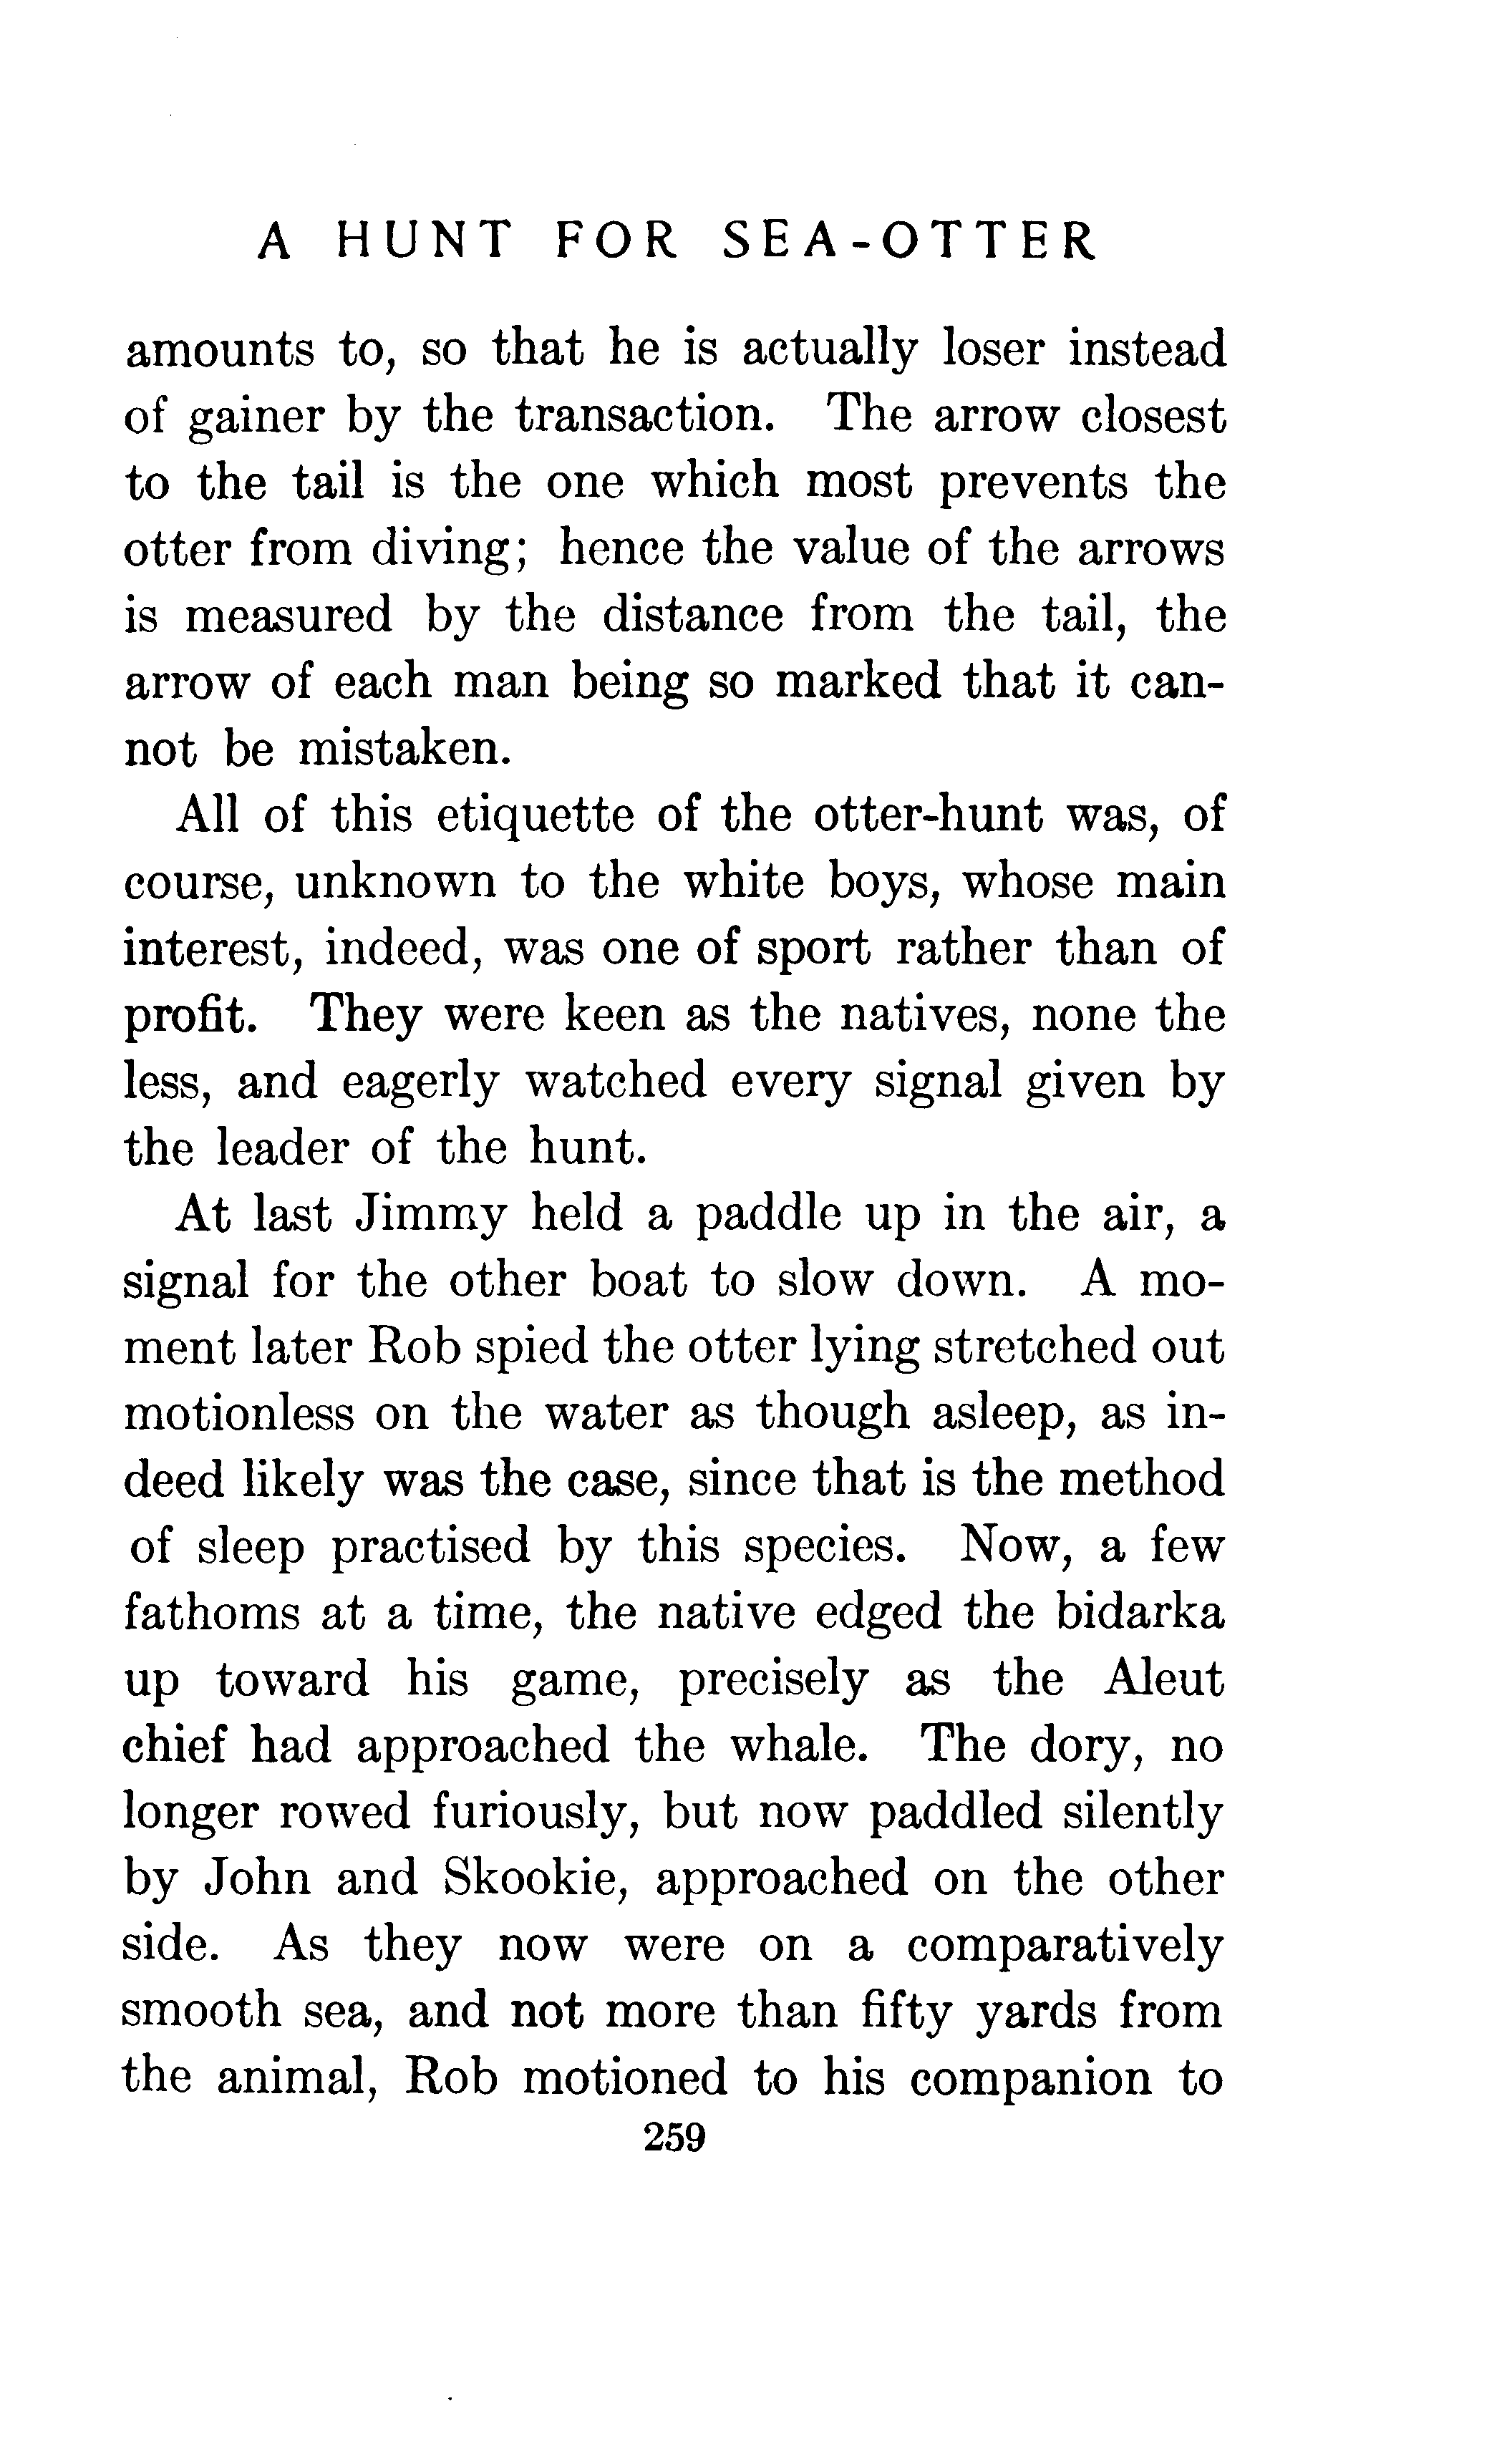 A HUNT FOR SEA-OTTER
amounts to, so that he is actually loser instead
of gainer by the transaction. The arrow closest
to the tail is the one which most prevents the
otter from diving; hence the value of the arrows
is measured by the distance from the tail, the
arrow of each man being so marked that it can-
not be mistaken.
All of this etiquette of the otter-hunt was, of
course, unknown to the white boys, whose main
interest, indeed, was one of sport rather than of
profit. They were keen as the natives, none the
less, and eagerly watched every signal given by
the leader of the hunt.
At last Jimmy held a paddle up in the air, a
signal for the other boat to slow down. A mo-
ment later Rob spied the otter lying stretched out
motionless on the water as though asleep, as in-
deed likely was the case, since that is the method
of sleep practised by this species. Now, a few
fathoms at a time, the native edged the bidarka
up toward his game, precisely as the Aleut
chief had approached the whale. The dory, no
longer rowed furiously, but now paddled silently
by John and Skookie, approached on the other
side. As they now were on a comparatively
smooth sea, and not more than fifty yards from
the animal, Rob motioned to his companion to
259